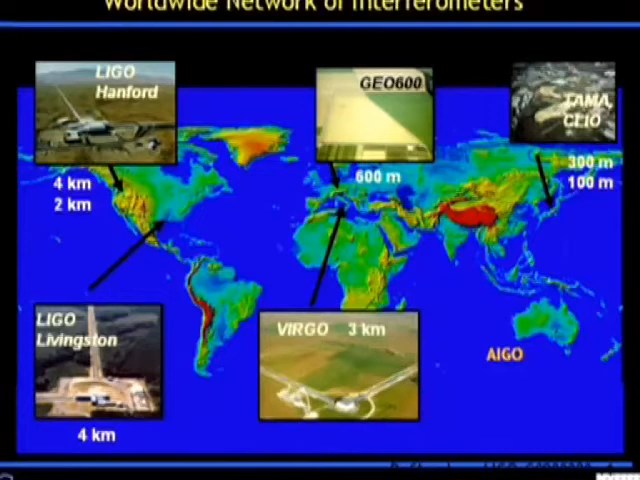 Worldwide Network of Interferometers
LIGO
Hanford
GEO600
TAMA,
CLIO
4 km
2 km
600 m
300 m
100 m
LIGO
Livingston
VIRGO 3 km
AIGO
4 km